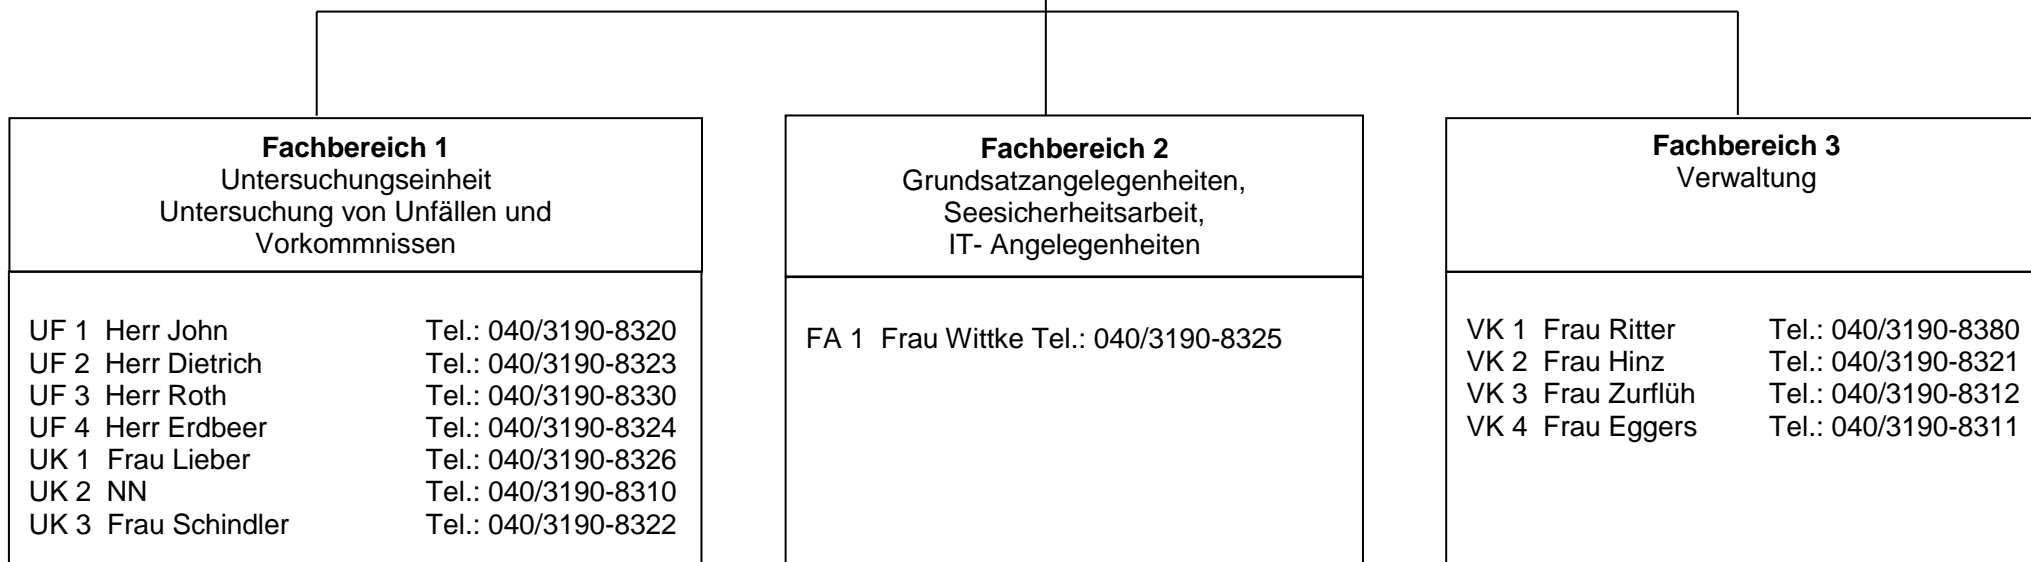 Fachbereich 1
Untersuchungseinheit
Untersuchung von Unfällen und
Vorkommnissen
UF 1 Herr John Tel.: 040/3190-8320
UF 2 Herr Dietrich Tel.: 040/3190-8323
UF 3 Herr Roth Tel.: 040/3190-8330
UF 4 Herr Erdbeer Tel.: 040/3190-8324
UK 1 Frau Lieber Tel.: 040/3190-8326
UK 2 NN Tel.: 040/3190-8310
UK 3 Frau Schindler Tel.: 040/3190-8322
Fachbereich 2
Grundsatzangelegenheiten,
Seesicherheitsarbeit,
IT- Angelegenheiten
FA 1 Frau Wittke Tel.: 040/3190-8325
Fachbereich 3
Verwaltung
VK 1 Frau Ritter Tel.: 040/3190-8380
VK 2 Frau Hinz Tel.: 040/3190-8321
VK 3 Frau Zurflüh Tel.: 040/3190-8312
VK 4 Frau Eggers Tel.: 040/3190-8311